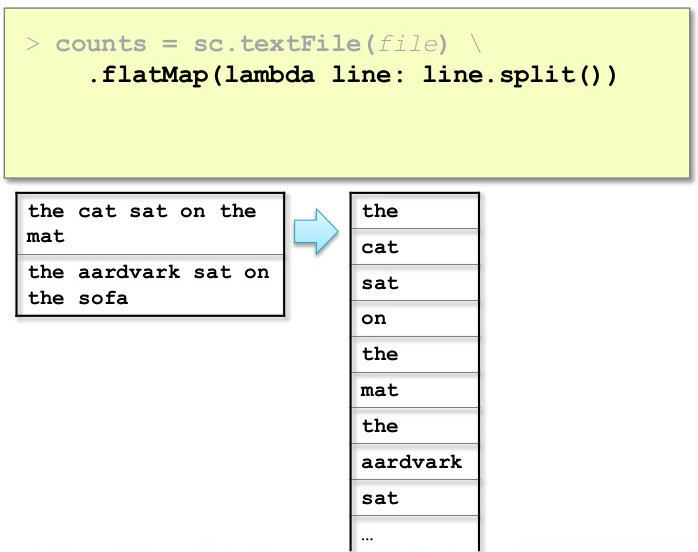 > counts = sc.textFile(file) \
.flatMap(lambda line: line.split())
the cat sat on the
mat
the aardvark sat on
the sofa
the
cat
sat
on
the
mat
the
aardvark
sat
…